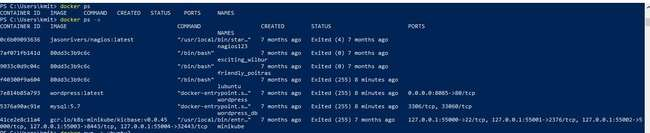 PS C:\Users\kmit> docker ps
CONTAINER ID IMAGE COMMAND CREATED STATUS PORTS NAMES
PS C:\Users\kmit> docker ps -a
CONTAINER ID IMAGE COMMAND CREATED STATUS PORTS
NAMES
0c6b09093636 jasonrivers/nagios:latest "/usr/local/bin/star…" 7 months ago Exited (4) 7 months ago
nagios123
7af071fb141d 80dd3c3b9c6c "/bin/bash" 7 months ago Exited (255) 7 months ago
exciting_wilbur
9033c0d9c04c 80dd3c3b9c6c "/bin/bash" 7 months ago Exited (0) 7 months ago
friendly_poitras
f40300f9a604 80dd3c3b9c6c "/bin/bash" 7 months ago Exited (255) 8 minutes ago
lubuntu
7e814b85a793 wordpress:latest "docker-entrypoint.s…" 7 months ago Exited (255) 8 minutes ago 0.0.0.0:8085->80/tcp
wordpress
5376a90ac91e mysql:5.7 "docker-entrypoint.s…" 7 months ago Exited (255) 8 minutes ago 3306/tcp, 33060/tcp
wordpress_db
41ce2e8c11a4 gcr.io/k8s-minikube/kicbase:v0.0.45 "/usr/local/bin/entr…" 7 months ago Exited (255) 7 months ago 127.0.0.1:55000->22/tcp, 127.0.0.1:55001->2376/tcp, 127.0.0.1:55002->5
000/tcp, 127.0.0.1:55003->8443/tcp, 127.0.0.1:55004->32443/tcp minikube